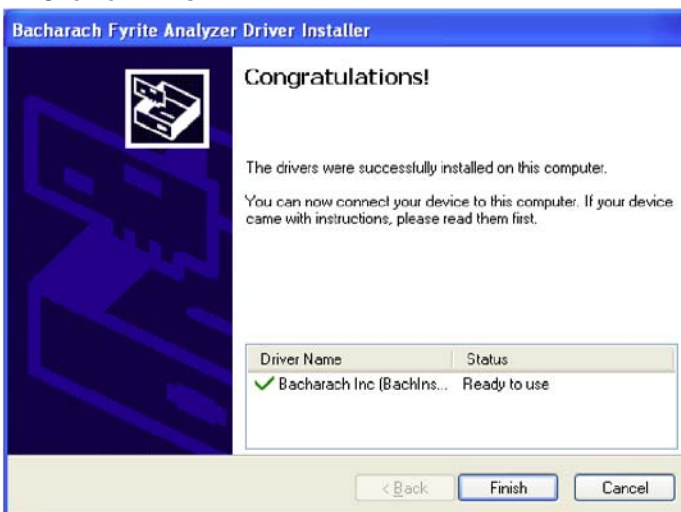 Bacharach Fyrite Analyzer Driver Installer
Congratulations!
The drivers were successfully installed on this computer.
You can now connect your device to this computer. If your device
came with instructions, please read them first.
Driver Name Status
Bacharach Inc (BachIns... Ready to use
< Back Finish Cancel